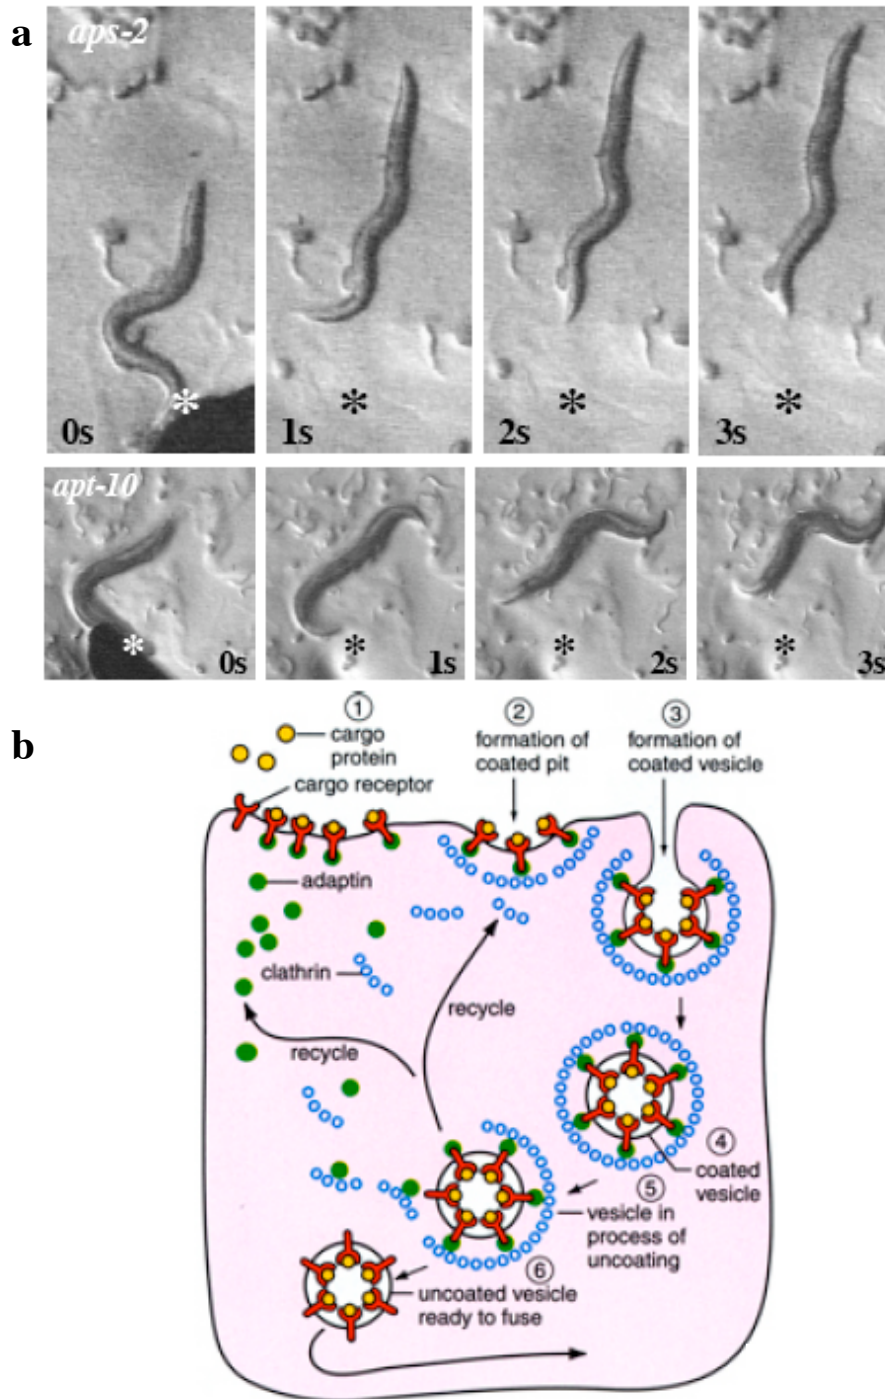 a
aps-2
0s
1s
2s
3s
apt-10
0s
1s
2s
3s
b
1
cargo
protein
cargo receptor
2
formation of
coated pit
3
formation of
coated vesicle
adaptin
clathrin
recycle
recycle
4
coated
vesicle
5
vesicle in
process of
uncoating
6
uncoated vesicle
ready to fuse